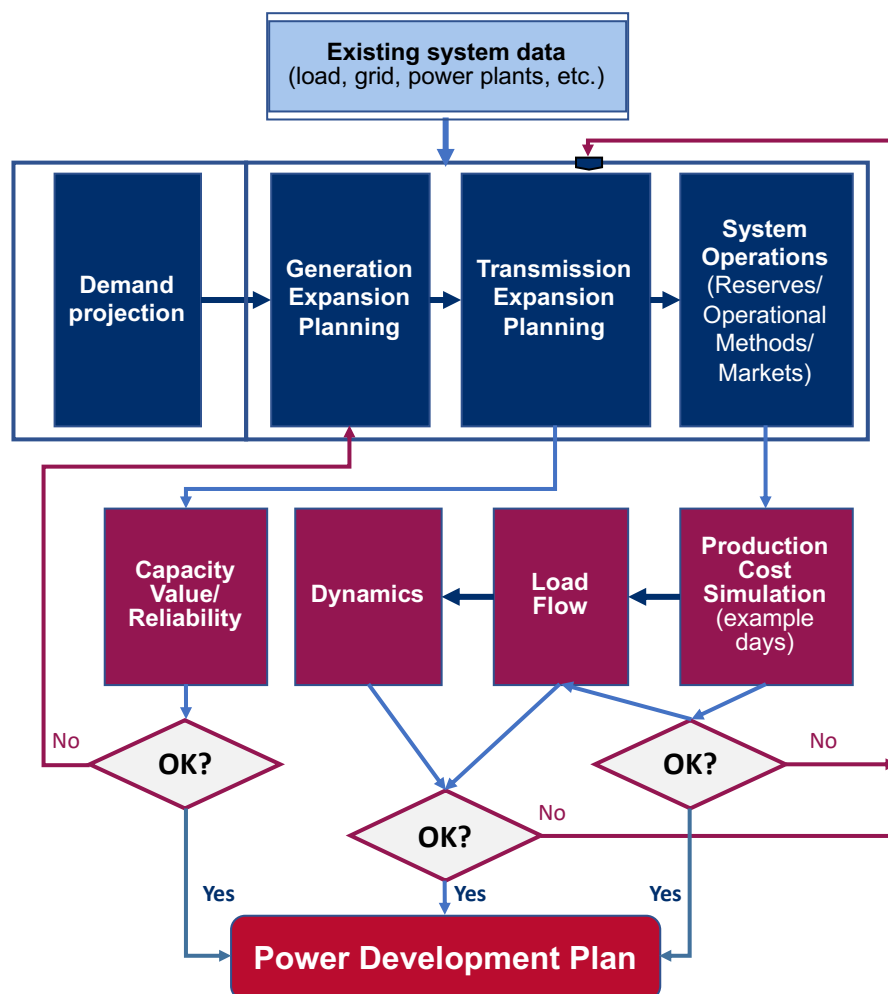 Existing system data
(load, grid, power plants, etc.)
Demand
projection
Generation
Expansion
Planning
Transmission
Expansion
Planning
System
Operations
(Reserves/
Operational
Methods/
Markets)
Capacity
Value/
Reliability
Dynamics
Load
Flow
Production
Cost
Simulation
(example
days)
No
OK?
OK?
No
OK?
No
Yes
Yes
Yes
Power Development Plan